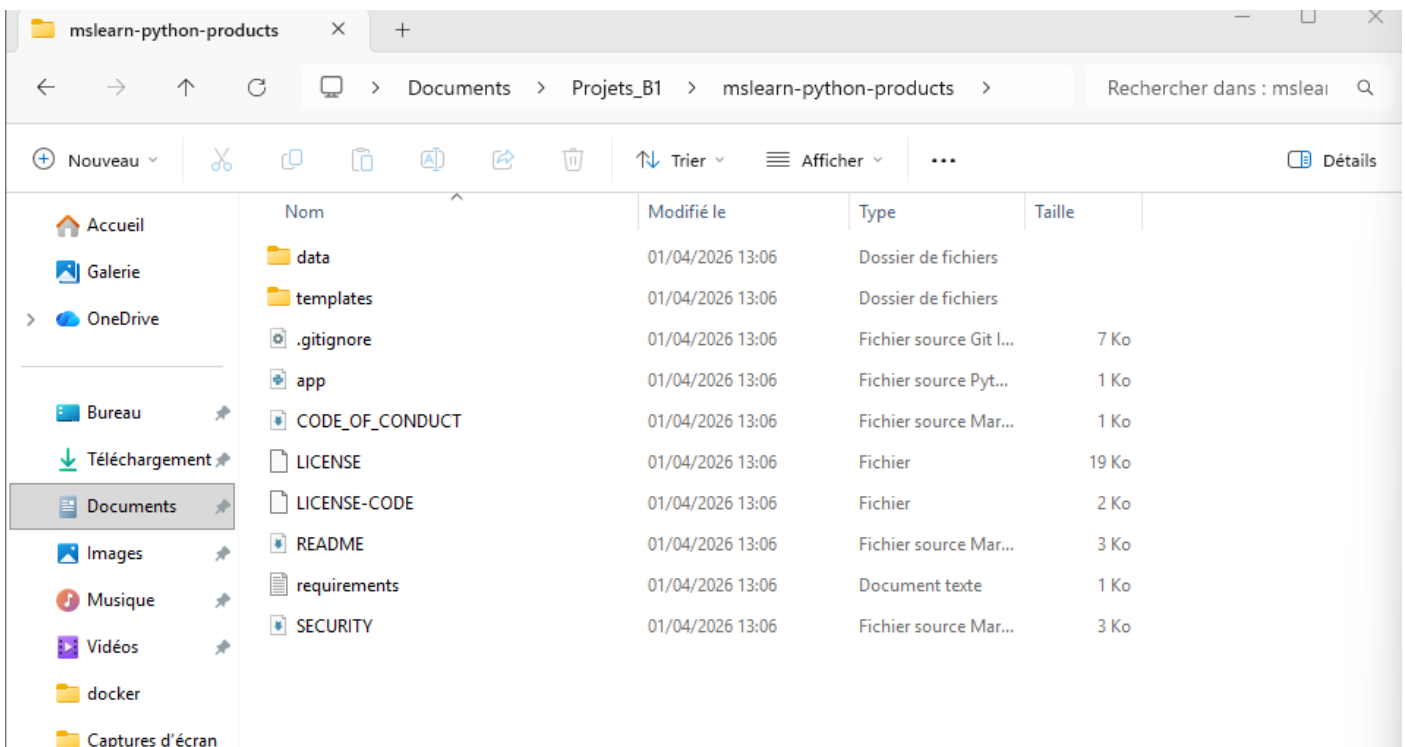 mslearn-python-products
Documents > Projets_B1 > mslearn-python-products >
Rechercher dans : mslear
Nouveau
Trier
Afficher
Détails
Accueil
Galerie
OneDrive
Bureau
Téléchargement
Documents
Images
Musique
Vidéos
docker
Captures d'écran
Nom Modifié le Type Taille
data 01/04/2026 13:06 Dossier de fichiers
templates 01/04/2026 13:06 Dossier de fichiers
.gitignore 01/04/2026 13:06 Fichier source Git I... 7 Ko
app 01/04/2026 13:06 Fichier source Pyt... 1 Ko
CODE_OF_CONDUCT 01/04/2026 13:06 Fichier source Mar... 1 Ko
LICENSE 01/04/2026 13:06 Fichier 19 Ko
LICENSE-CODE 01/04/2026 13:06 Fichier 2 Ko
README 01/04/2026 13:06 Fichier source Mar... 3 Ko
requirements 01/04/2026 13:06 Document texte 1 Ko
SECURITY 01/04/2026 13:06 Fichier source Mar... 3 Ko